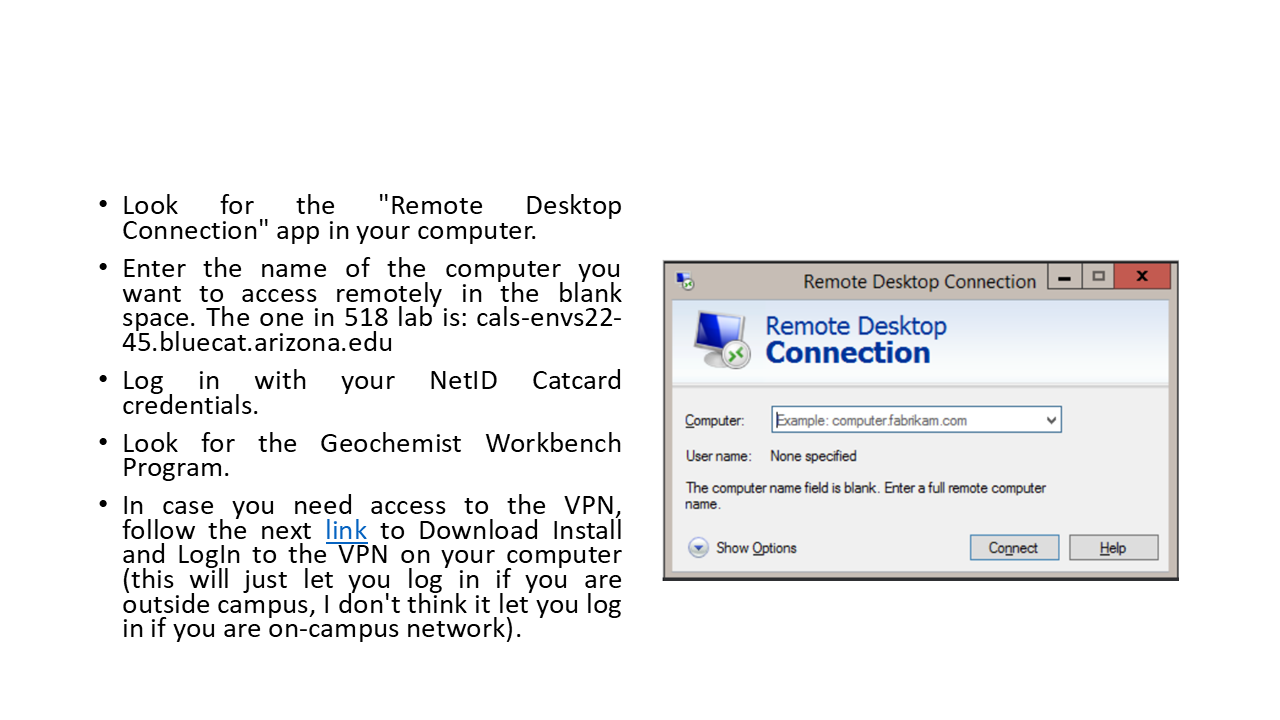 • Look for the "Remote Desktop
Connection" app in your computer.
• Enter the name of the computer you
want to access remotely in the blank
space. The one in 518 lab is: cals-envs22-
45.bluecat.arizona.edu
• Log in with your NetID Catcard
credentials.
• Look for the Geochemist Workbench
Program.
• In case you need access to the VPN,
follow the next link to Download Install
and LogIn to the VPN on your computer
(this will just let you log in if you are
outside campus, I don't think it let you log
in if you are on-campus network).
Remote Desktop Connection
Remote Desktop
Connection
Computer: Example: computer.fabrikam.com
User name: None specified
The computer name field is blank. Enter a full remote computer
name.
Show Options Connect Help